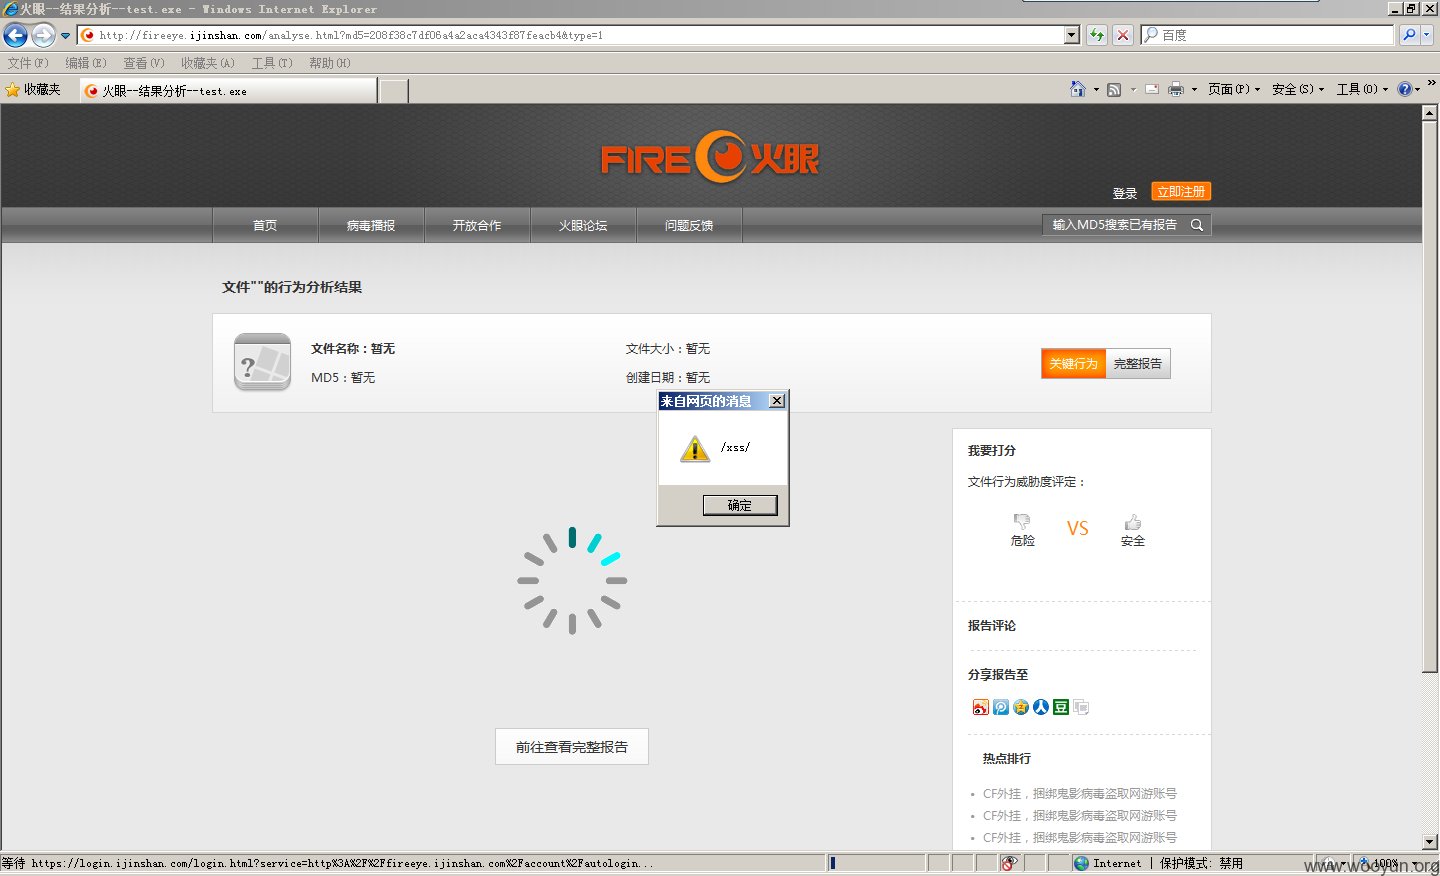 火眼--结果分析--test.exe - Windows Internet Explorer
http://fireeye.ijinshan.com/analyse.html?md5=208f38c7df06a4a2aca4343f87feacb4&type=1
百度
文件(F) 编辑(E) 查看(V) 收藏夹(A) 工具(T) 帮助(H)
收藏夹
火眼--结果分析--test.exe
页面(P) 安全(S) 工具(O)
FIRE 火眼
登录 立即注册
首页 病毒播报 开放合作 火眼论坛 问题反馈
输入MD5搜索已有报告
文件""的行为分析结果
文件名称：暂无
文件大小：暂无
MD5：暂无
创建日期：暂无
关键行为 完整报告
来自网页的消息
/xss/
确定
我要打分
文件行为威胁度评定：
危险 VS 安全
报告评论
分享报告至
热点排行
CF外挂，捆绑鬼影病毒盗取网游账号
CF外挂，捆绑鬼影病毒盗取网游账号
CF外挂，捆绑鬼影病毒盗取网游账号
前往查看完整报告
等待 https://login.ijinshan.com/login.html?service=http%3A%2F%2Ffireeye.ijinshan.com%2Faccount%2Fautologin...
Internet | 保护模式: 禁用
100%
www.wooyun.org